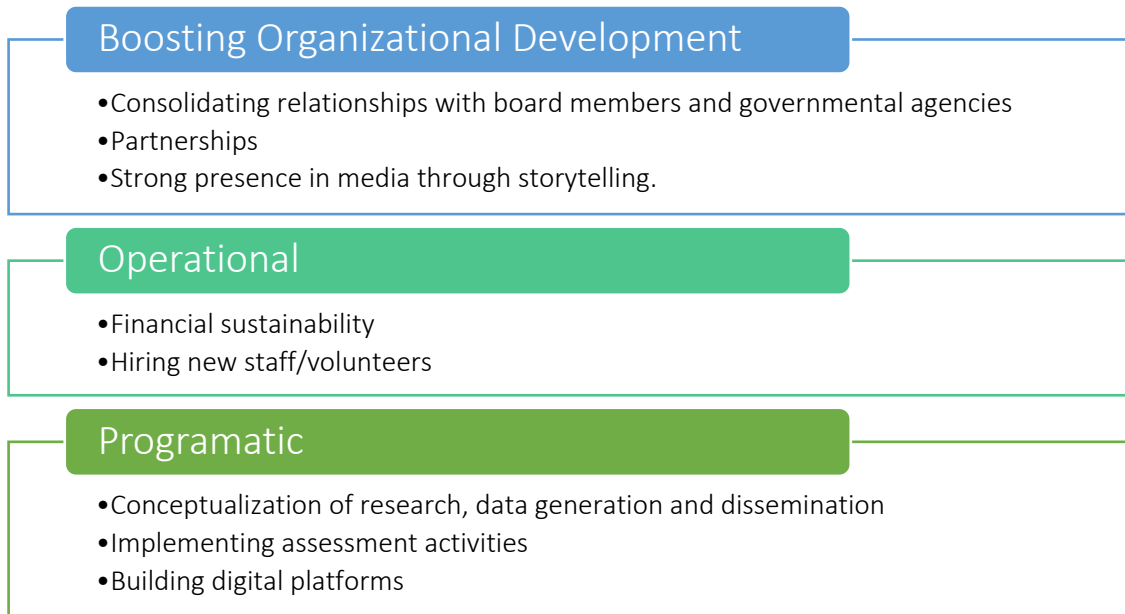 Boosting Organizational Development
•Consolidating relationships with board members and governmental agencies
•Partnerships
•Strong presence in media through storytelling.
Operational
•Financial sustainability
•Hiring new staff/volunteers
Programatic
•Conceptualization of research, data generation and dissemination
•Implementing assessment activities
•Building digital platforms